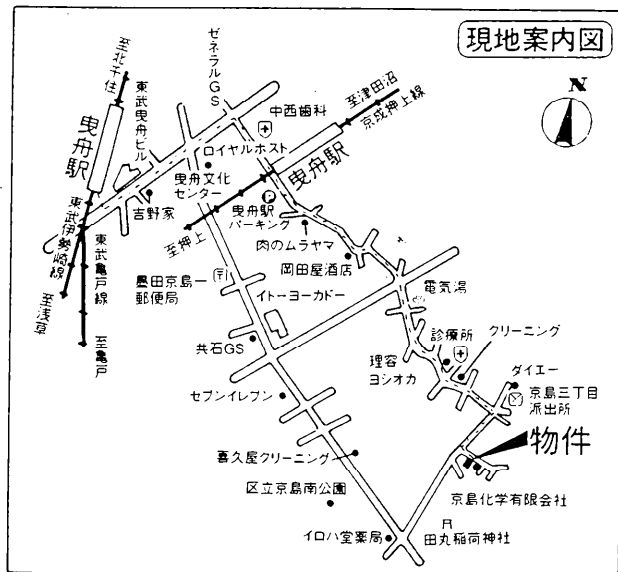 現地案内図
N
至北千住
東武曳舟ビル
曳舟駅
ゼネラルGS
中西歯科
至津田沼
京成押上線
ロイヤルホスト
曳舟文化
センター
曳舟駅
吉野家
曳舟駅
パーキング
至押上
肉のムラヤマ
岡田屋酒店
東武伊勢崎線
東武亀戸線
至浅草
至亀戸
墨田京島一
郵便局
イトーヨーカドー
電気湯
共石GS
診療所
クリーニング
理容
ヨシオカ
ダイエー
京島三丁目
派出所
セブンイレブン
物件
喜久屋クリーニング
区立京島南公園
京島化学有限会社
イロハ堂薬局
田丸稲荷神社